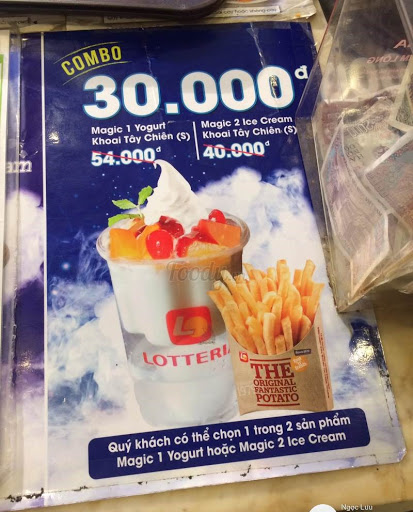 COMBO
30.000đ
Magic 1 Yogurt
Khoai Tây Chiên (S)
54.000đ
Magic 2 Ice Cream
Khoai Tây Chiên (S)
40.000đ
LOTTERIA
THE
ORIGINAL
FANTASTIC
POTATO
Quý khách có thể chọn 1 trong 2 sản phẩm
Magic 1 Yogurt hoặc Magic 2 Ice Cream
Ngọc Lưu